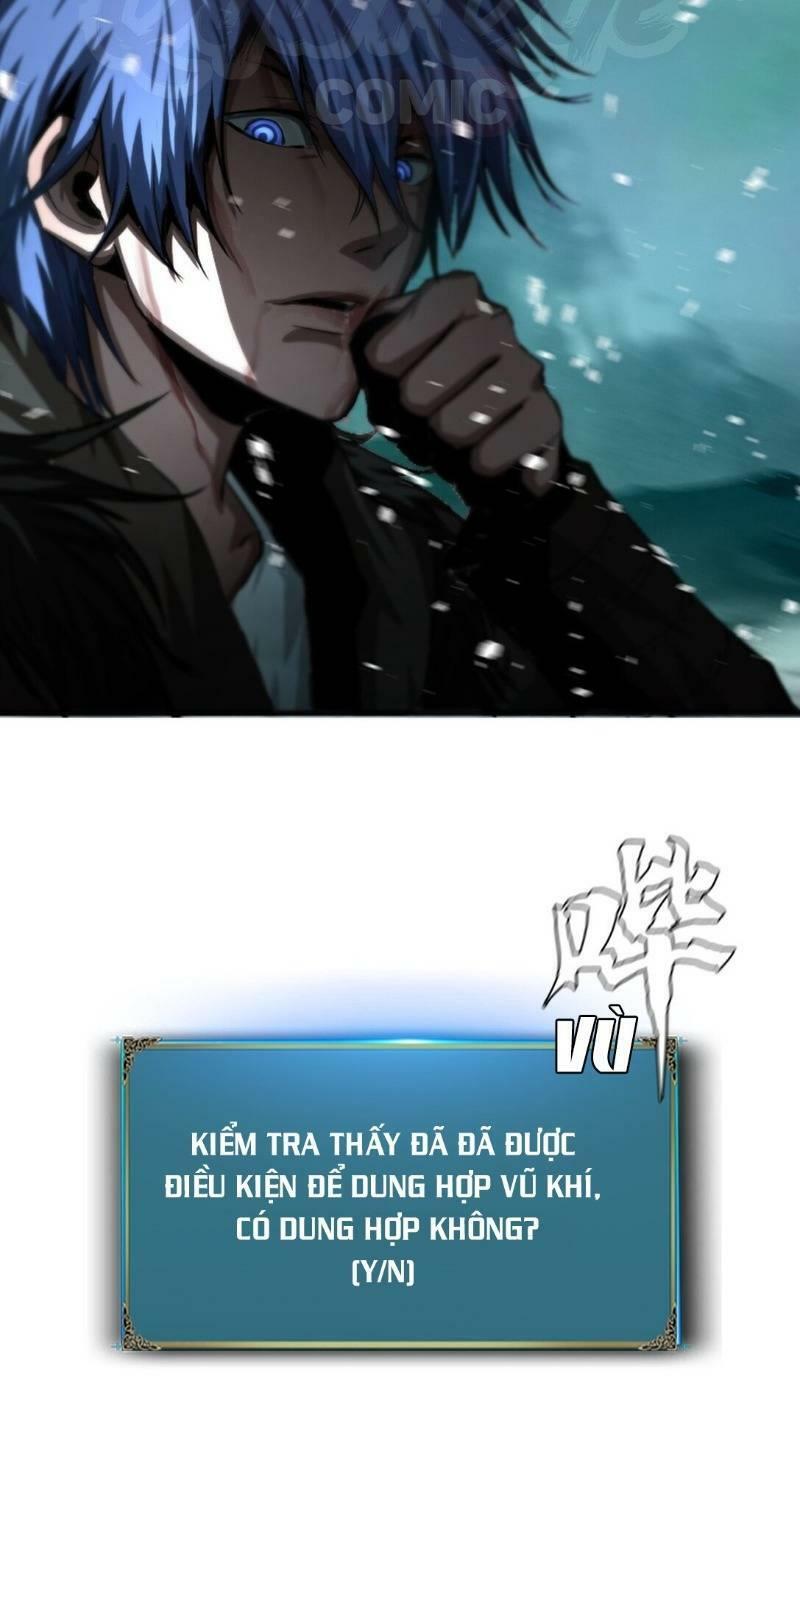 COMIC
哗
VÙ
KIỂM TRA THẤY ĐÃ ĐÃ ĐƯỢC
ĐIỀU KIỆN ĐỂ DUNG HỢP VŨ KHÍ,
CÓ DUNG HỢP KHÔNG?
(Y/N)